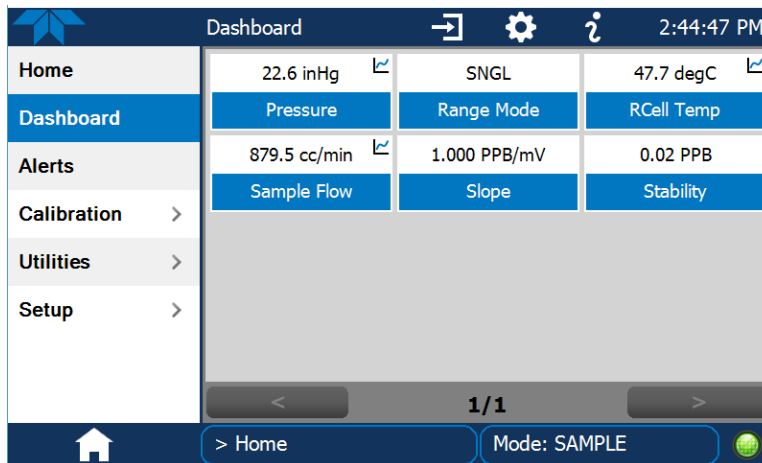 Dashboard 2:44:47 PM
Home
Dashboard
Alerts
Calibration >
Utilities >
Setup >
22.6 inHg SNGL 47.7 degC
Pressure Range Mode RCell Temp
879.5 cc/min 1.000 PPB/mV 0.02 PPB
Sample Flow Slope Stability
< 1/1 >
> Home Mode: SAMPLE